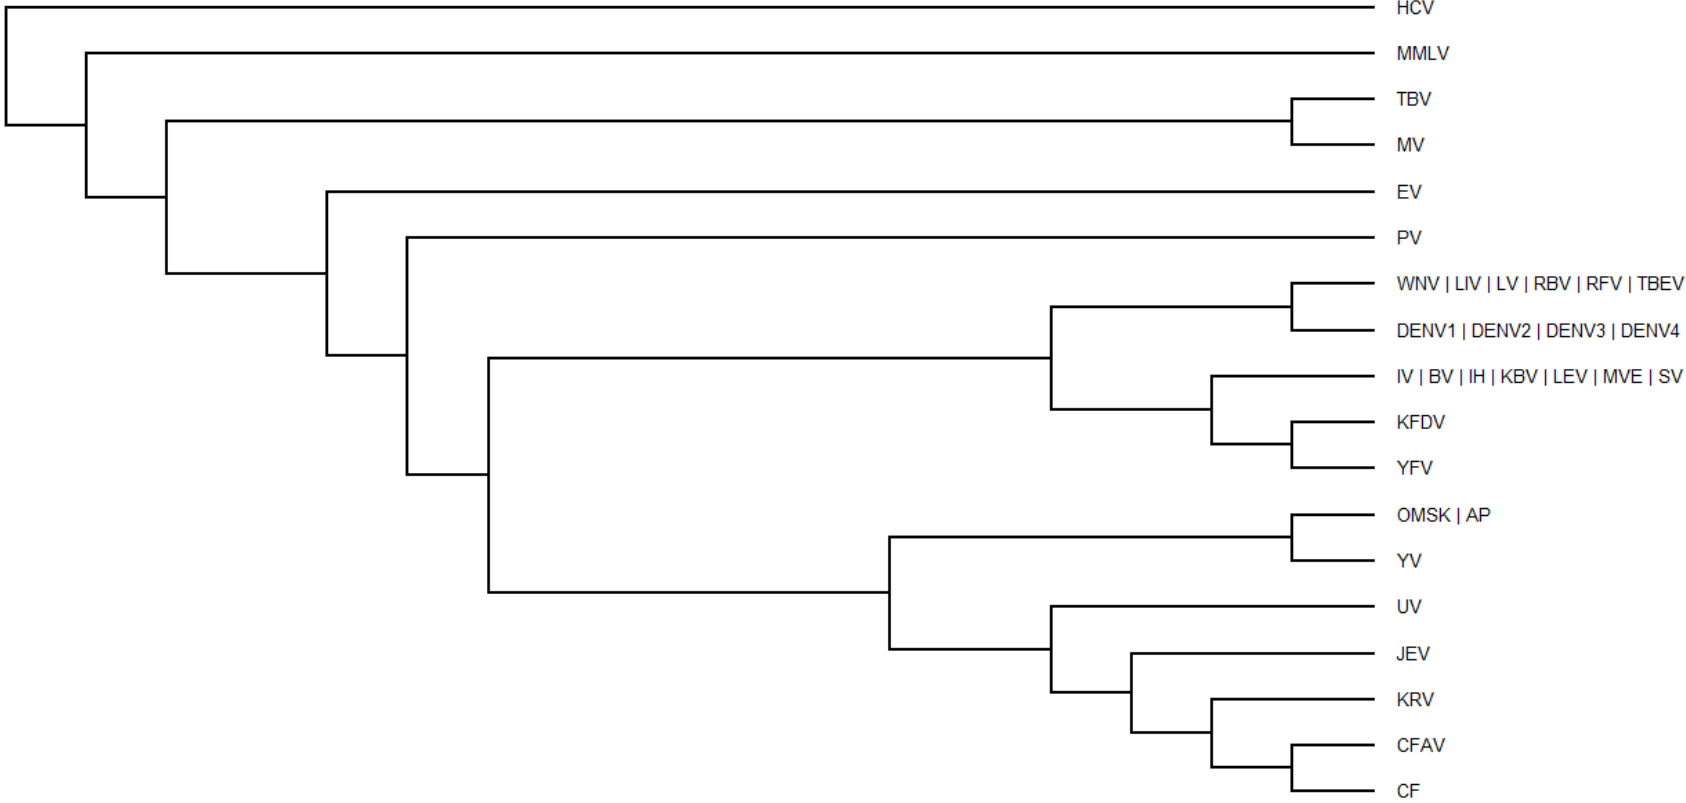 HCV
MMLV
TBV
MV
EV
PV
WNV | LIV | LV | RBV | RFV | TBEV
DENV1 | DENV2 | DENV3 | DENV4
IV | BV | IH | KBV | LEV | MVE | SV
KFDV
YFV
OMSK | AP
YV
UV
JEV
KRV
CFAV
CF